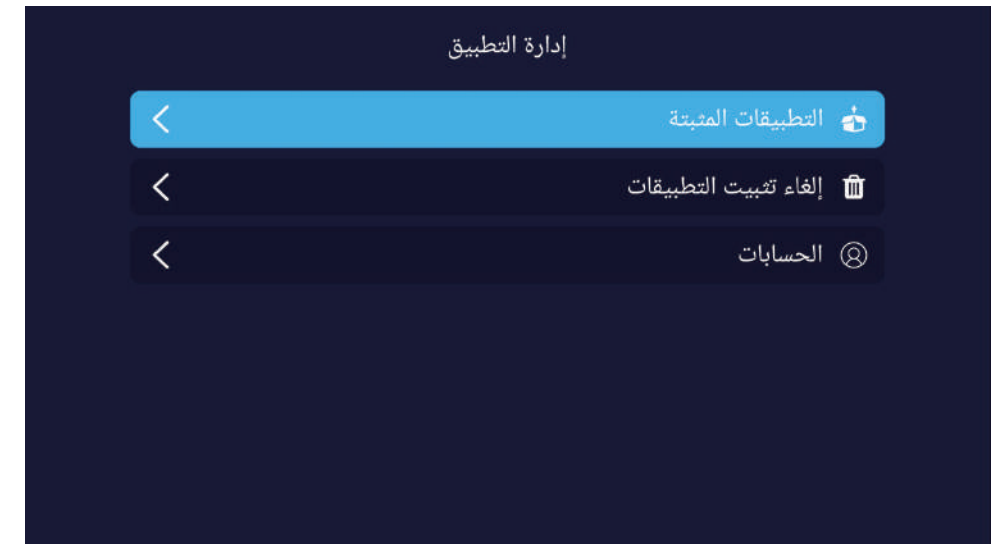 إدارة التطبيق
التطبيقات المثبتة
إلغاء تثبيت التطبيقات
الحسابات